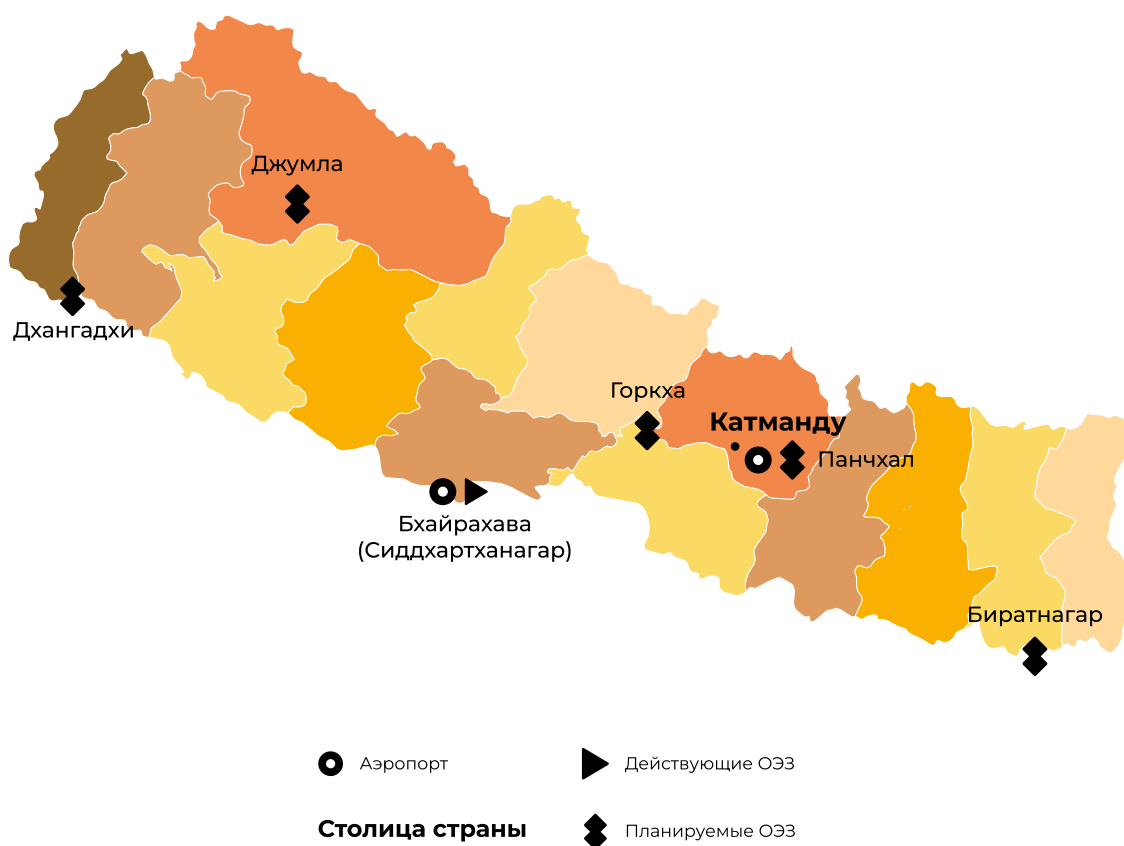 Джумла
Дхангадхи
Горкха
Катманду
Панчхал
Бхайрахава
(Сиддхартханагар)
Биратнагар
Аэропорт
Действующие ОЭЗ
Столица страны
Планируемые ОЭЗ